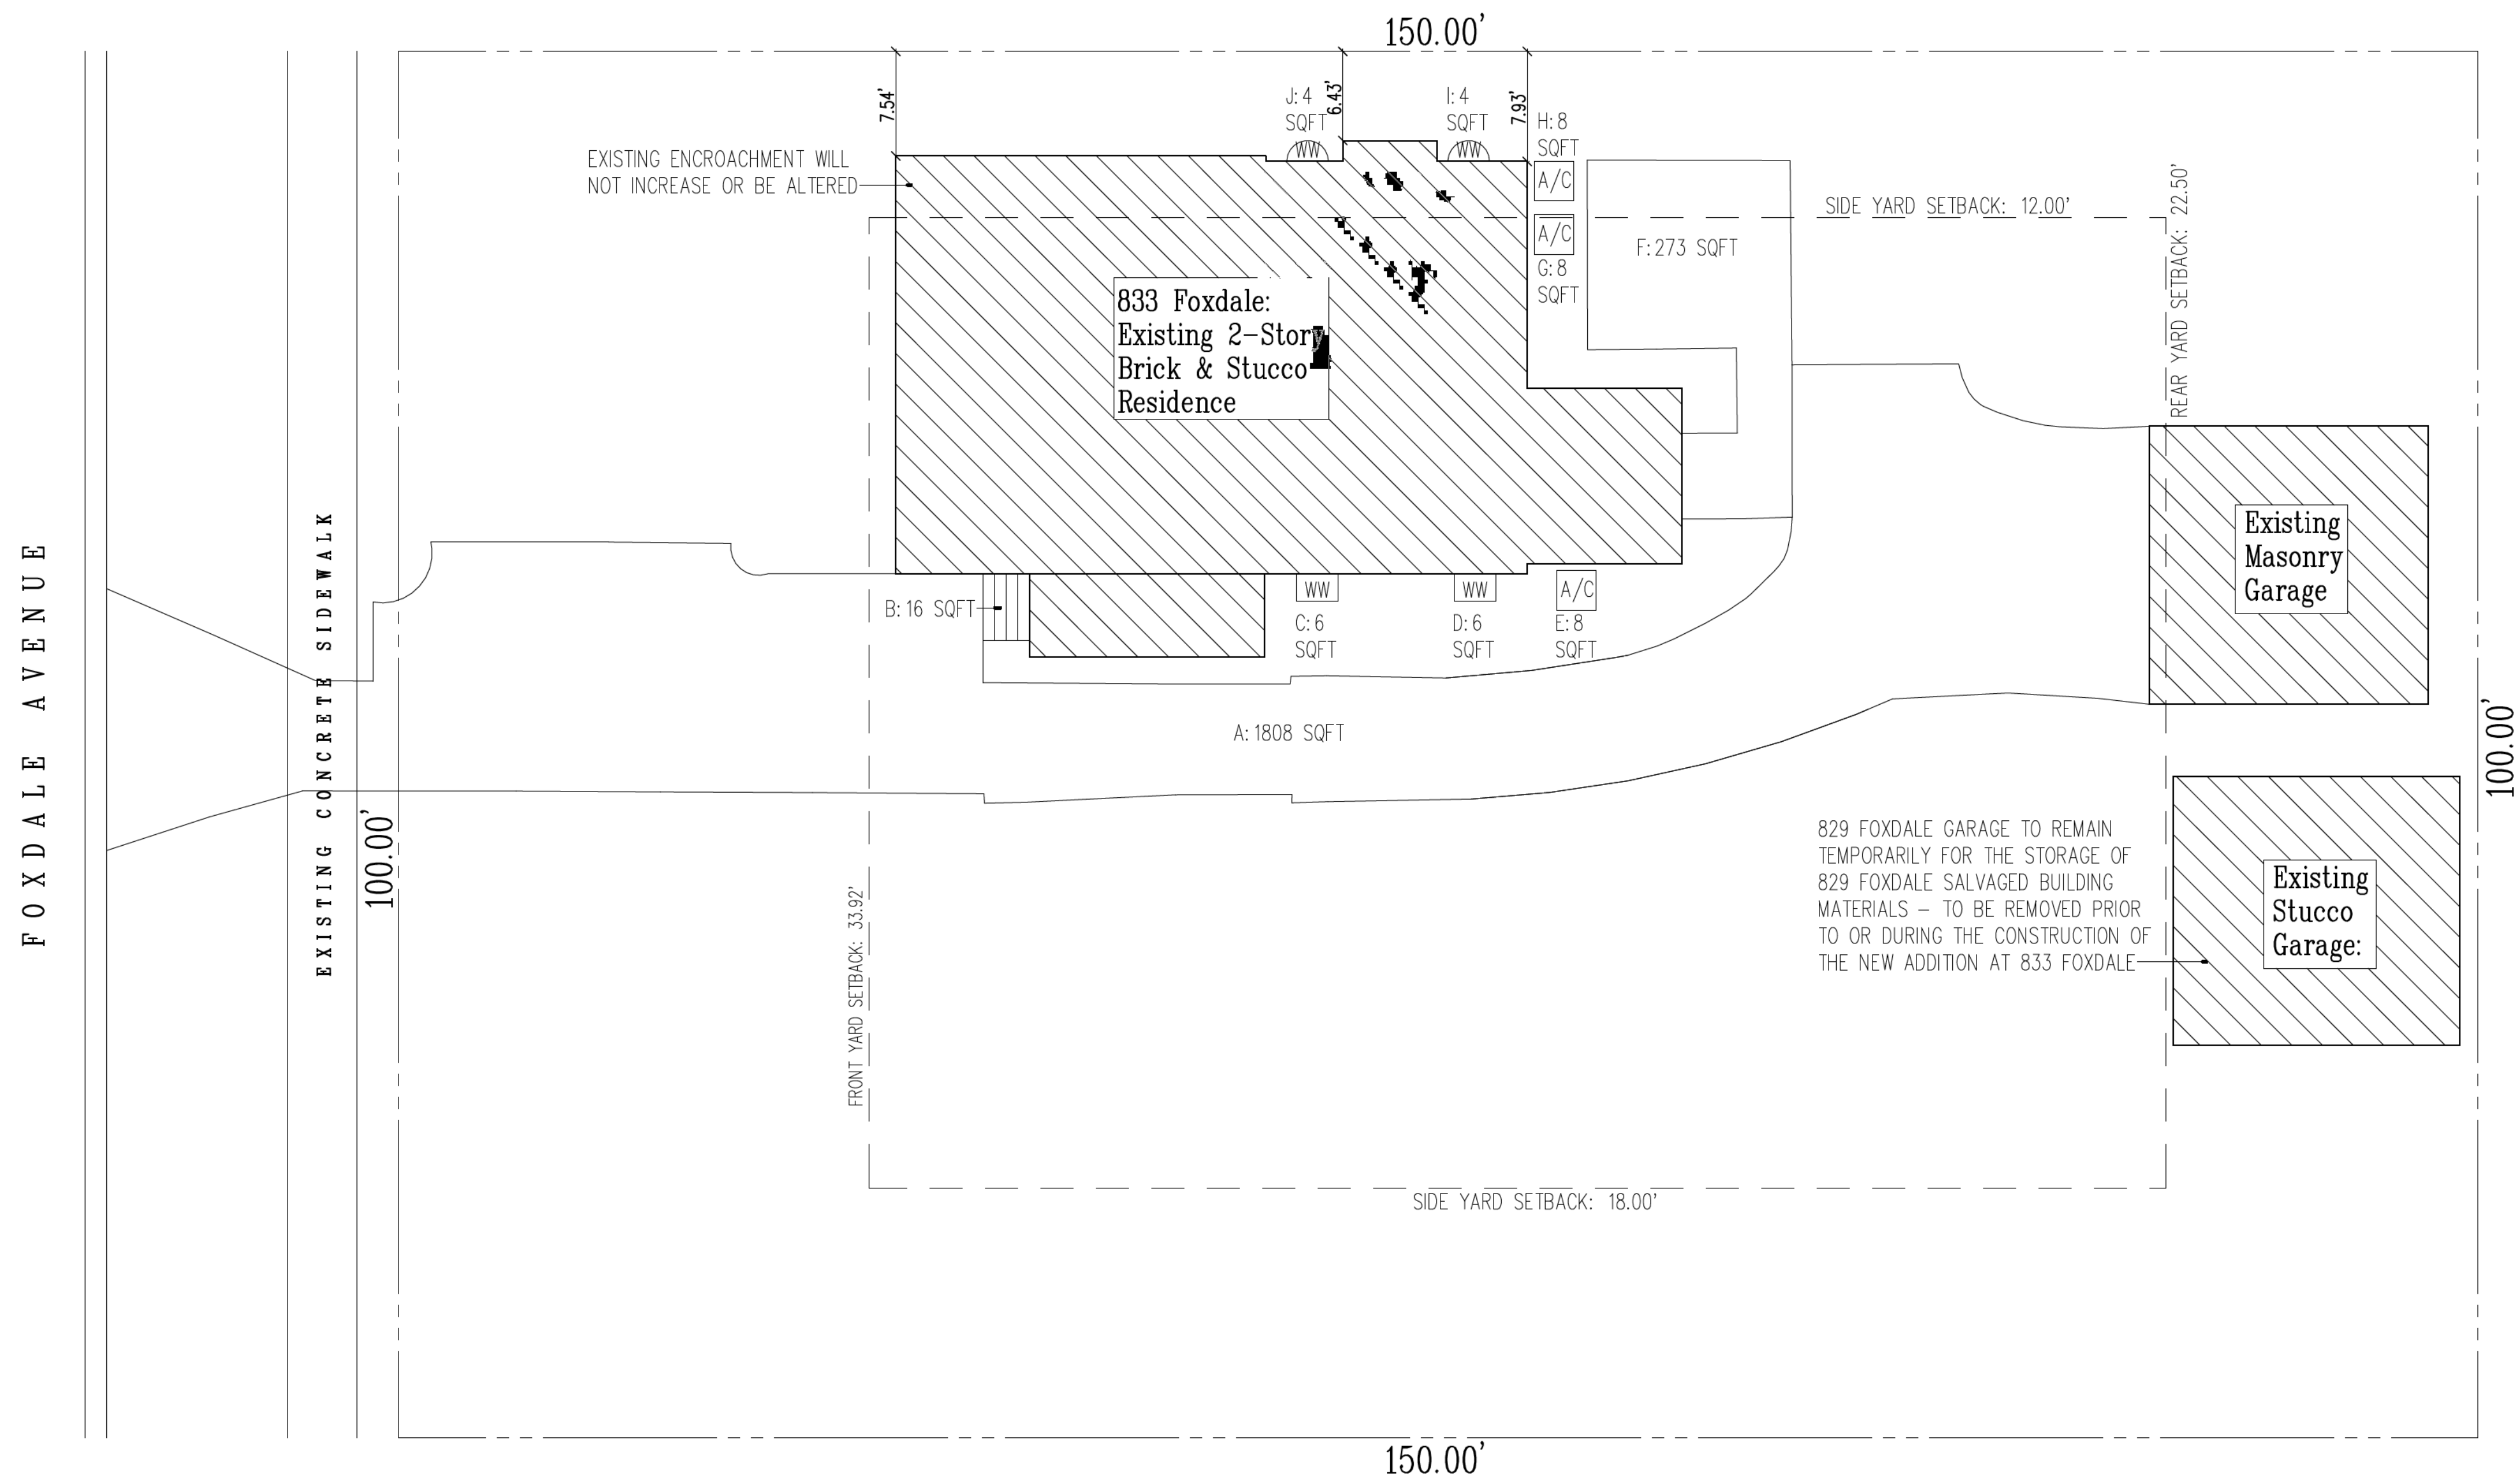 150.00'
7.54'
J: 4
SQFT
6.43'
I: 4
SQFT
7.93'
H: 8
SQFT
EXISTING ENCROACHMENT WILL
NOT INCREASE OR BE ALTERED
WW
WW
A/C
A/C
G: 8
SQFT
F: 273 SQFT
SIDE YARD SETBACK: 12.00'
REAR YARD SETBACK: 22.50'
833 Foxdale:
Existing 2-Story
Brick & Stucco
Residence
Existing
Masonry
Garage
FOXDALE AVENUE
EXISTING CONCRETE SIDEWALK
B: 16 SQFT
WW
WW
A/C
C: 6
SQFT
D: 6
SQFT
E: 8
SQFT
A: 1808 SQFT
100.00'
100.00'
829 FOXDALE GARAGE TO REMAIN
TEMPORARILY FOR THE STORAGE OF
829 FOXDALE SALVAGED BUILDING
MATERIALS – TO BE REMOVED PRIOR
TO OR DURING THE CONSTRUCTION OF
THE NEW ADDITION AT 833 FOXDALE
Existing
Stucco
Garage:
FRONT YARD SETBACK: 33.92'
SIDE YARD SETBACK: 18.00'
150.00'